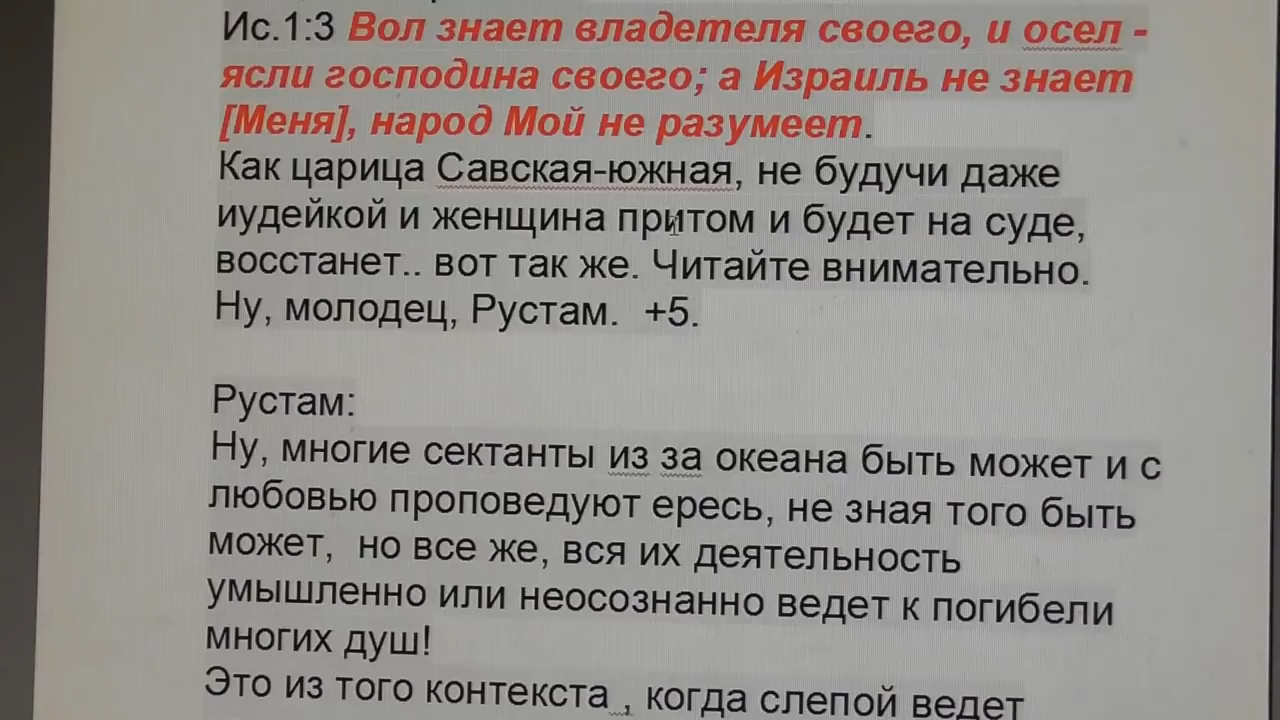 Ис.1:3 Вол знает владетеля своего, и осел -
ясли господина своего; а Израиль не знает
[Меня], народ Мой не разумеет.
Как царица Савская-южная, не будучи даже
иудейкой и женщина притом и будет на суде,
восстанет.. вот так же. Читайте внимательно.
Ну, молодец, Рустам. +5.
Рустам:
Ну, многие сектанты из за океана быть может и с
любовью проповедуют ересь, не зная того быть
может, но все же, вся их деятельность
умышленно или неосознанно ведет к погибели
многих душ!
Это из того контекста , когда слепой ведет